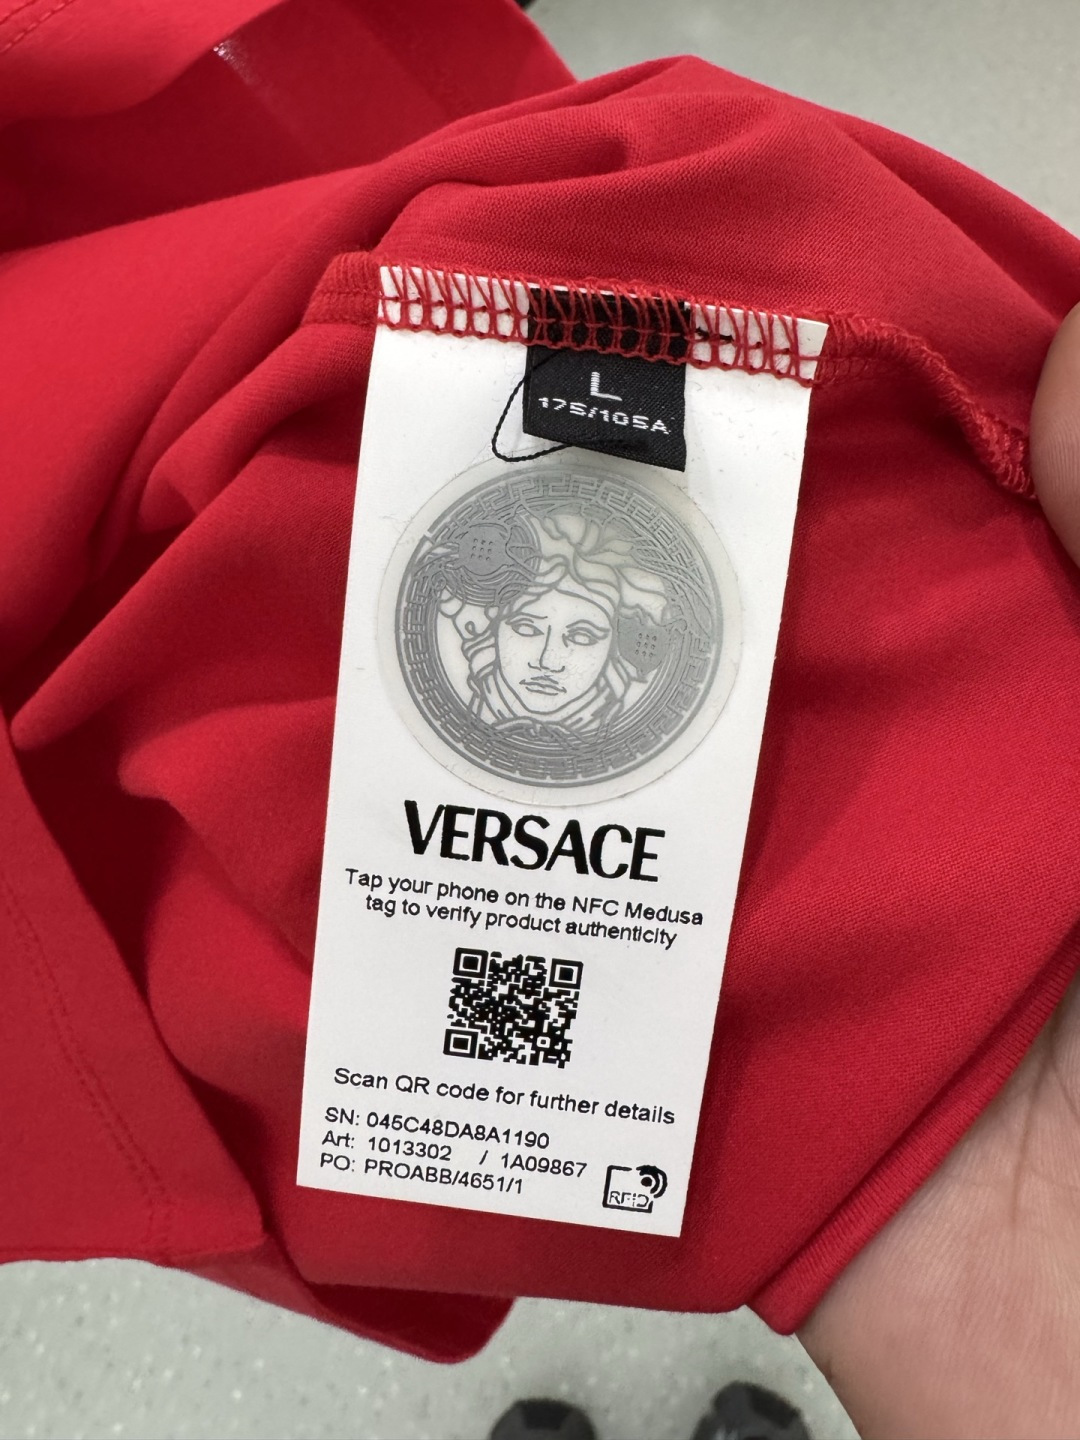 L
175/105A
VERSACE
Tap your phone on the NFC Medusa
tag to verify product authenticity
Scan QR code for further details
SN: 045C48DA8A1190
Art: 1013302 / 1A09867
PO: PROABB/4651/1
RFID